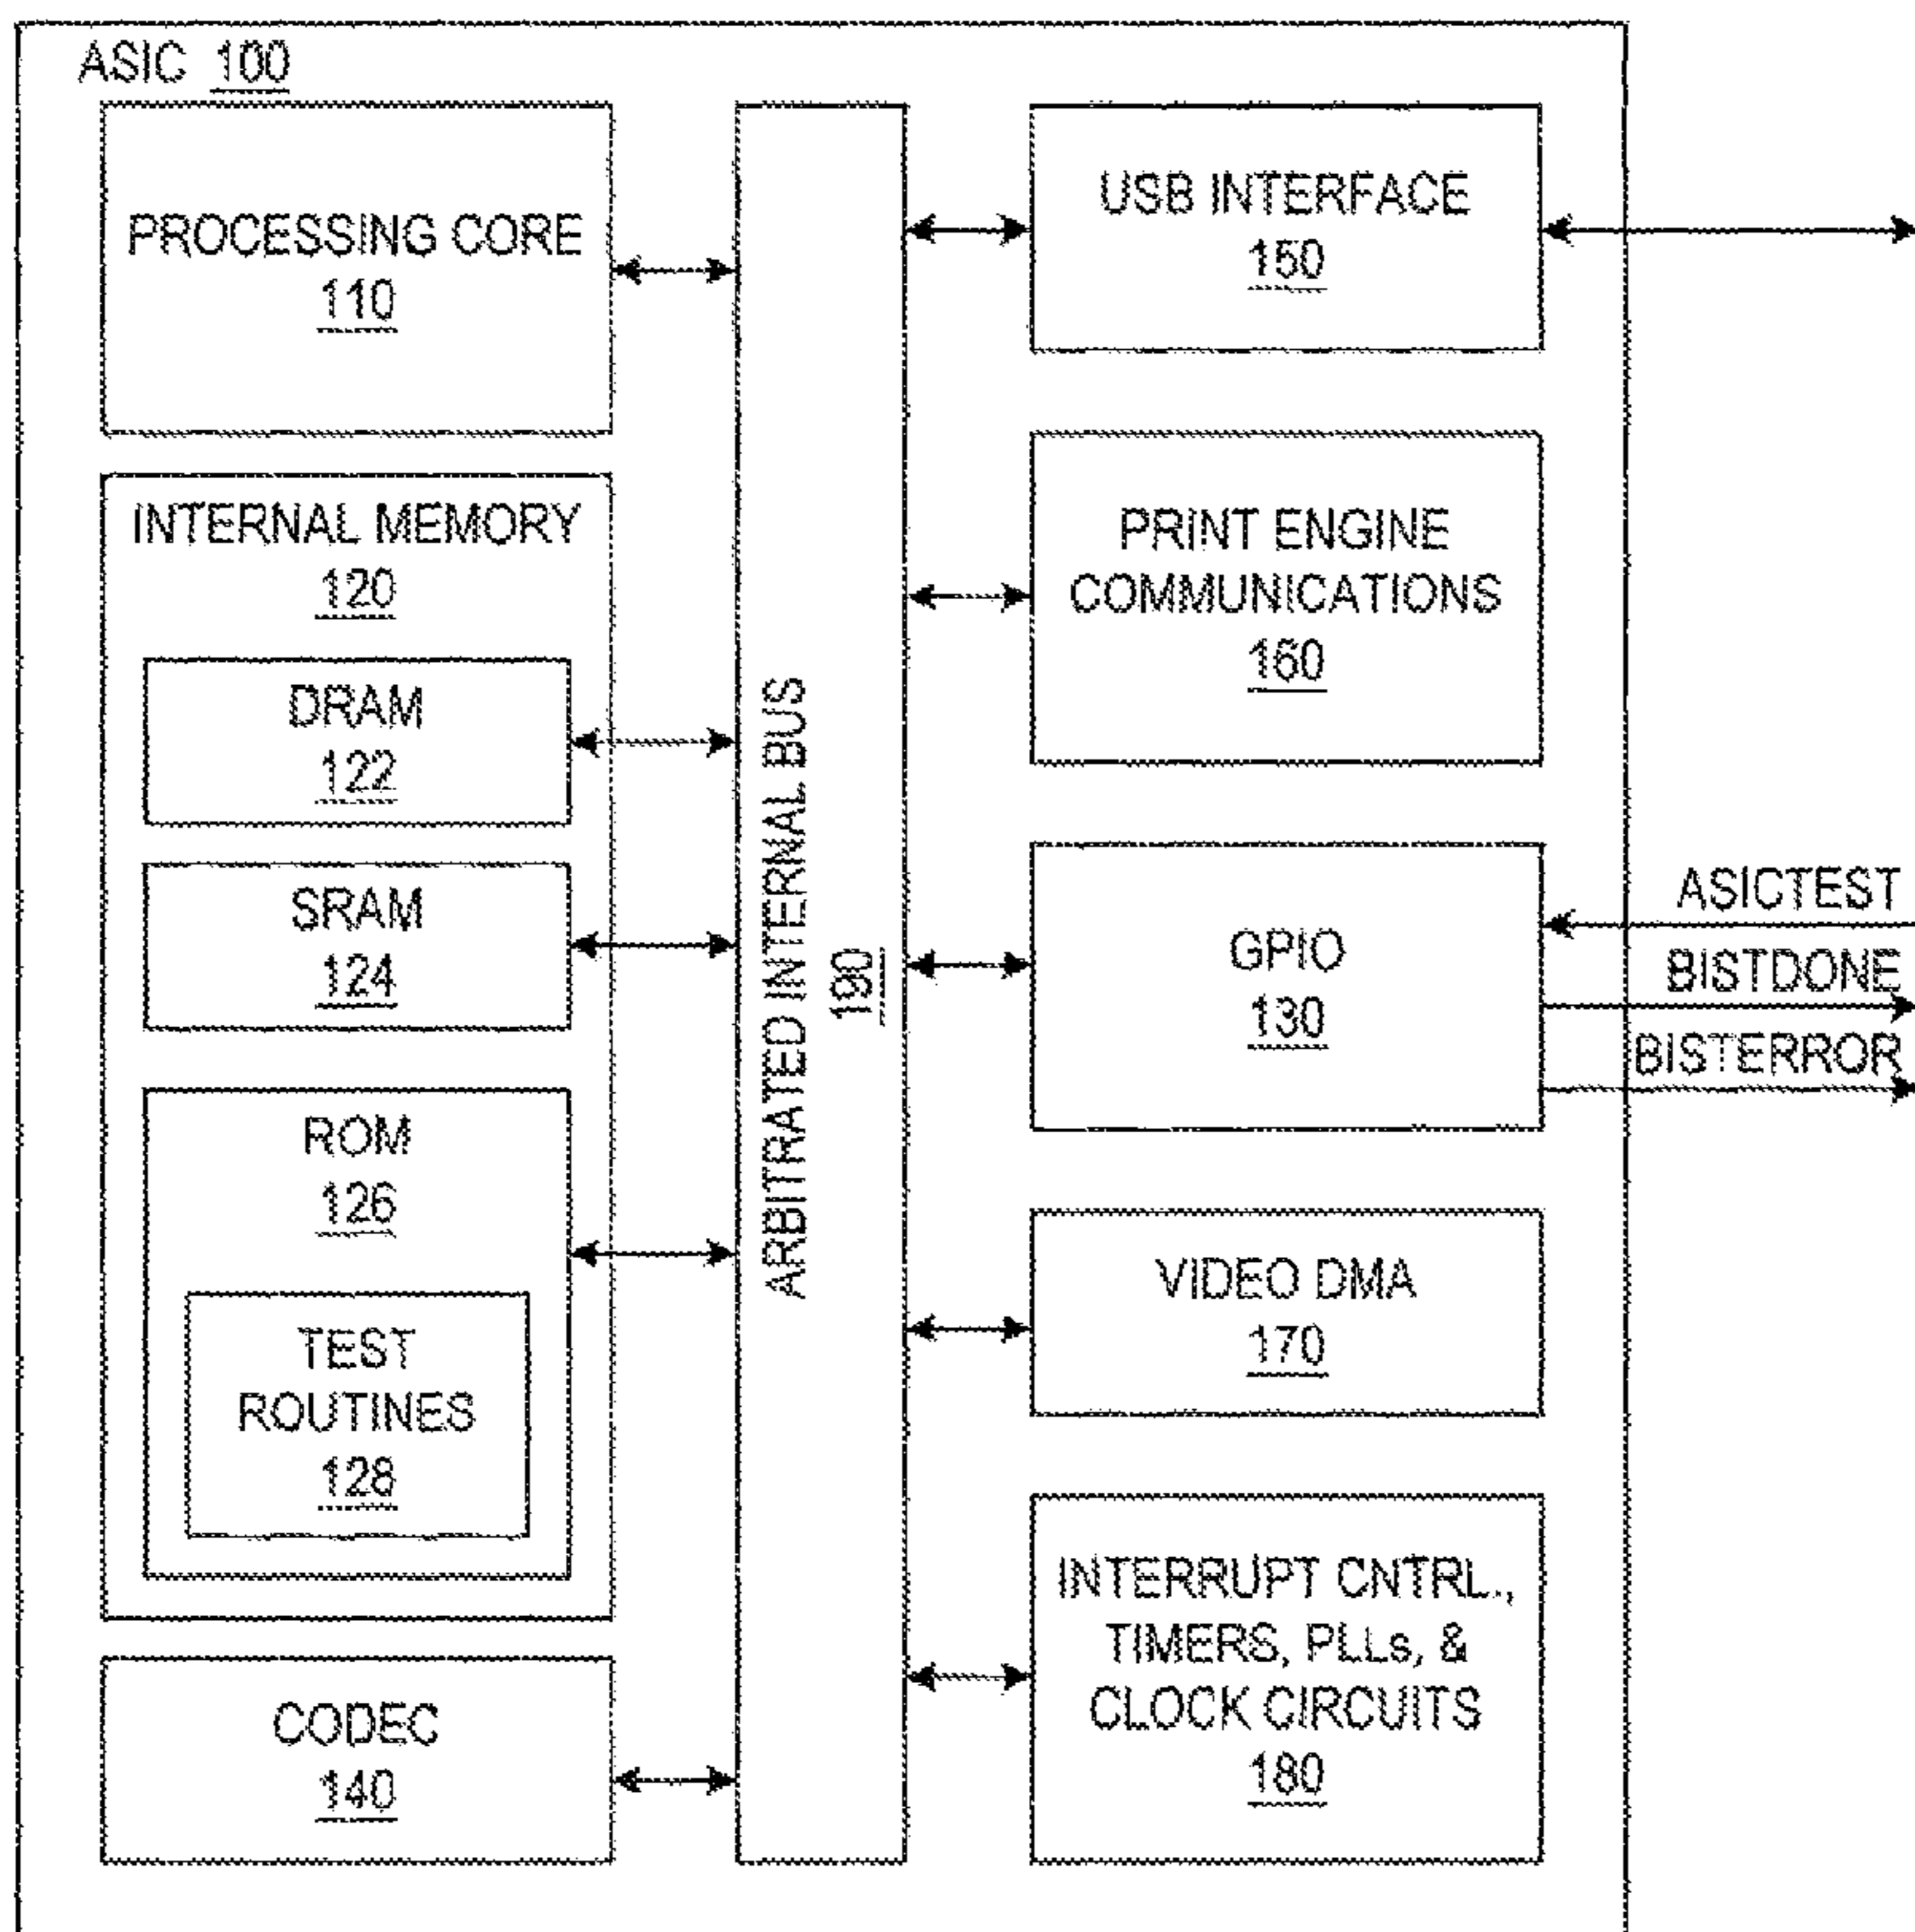 ASIC 100
PROCESSING CORE
110
INTERNAL MEMORY
120
DRAM
122
SRAM
124
ROM
126
TEST
ROUTINES
128
CODEC
140
ARBITRATED INTERNAL BUS
190
USB INTERFACE
150
PRINT ENGINE
COMMUNICATIONS
160
GPIO
130
ASICTEST
BISTDONE
BISTERROR
VIDEO DMA
170
INTERRUPT CNTRL.,
TIMERS, PLLs, &
CLOCK CIRCUITS
180